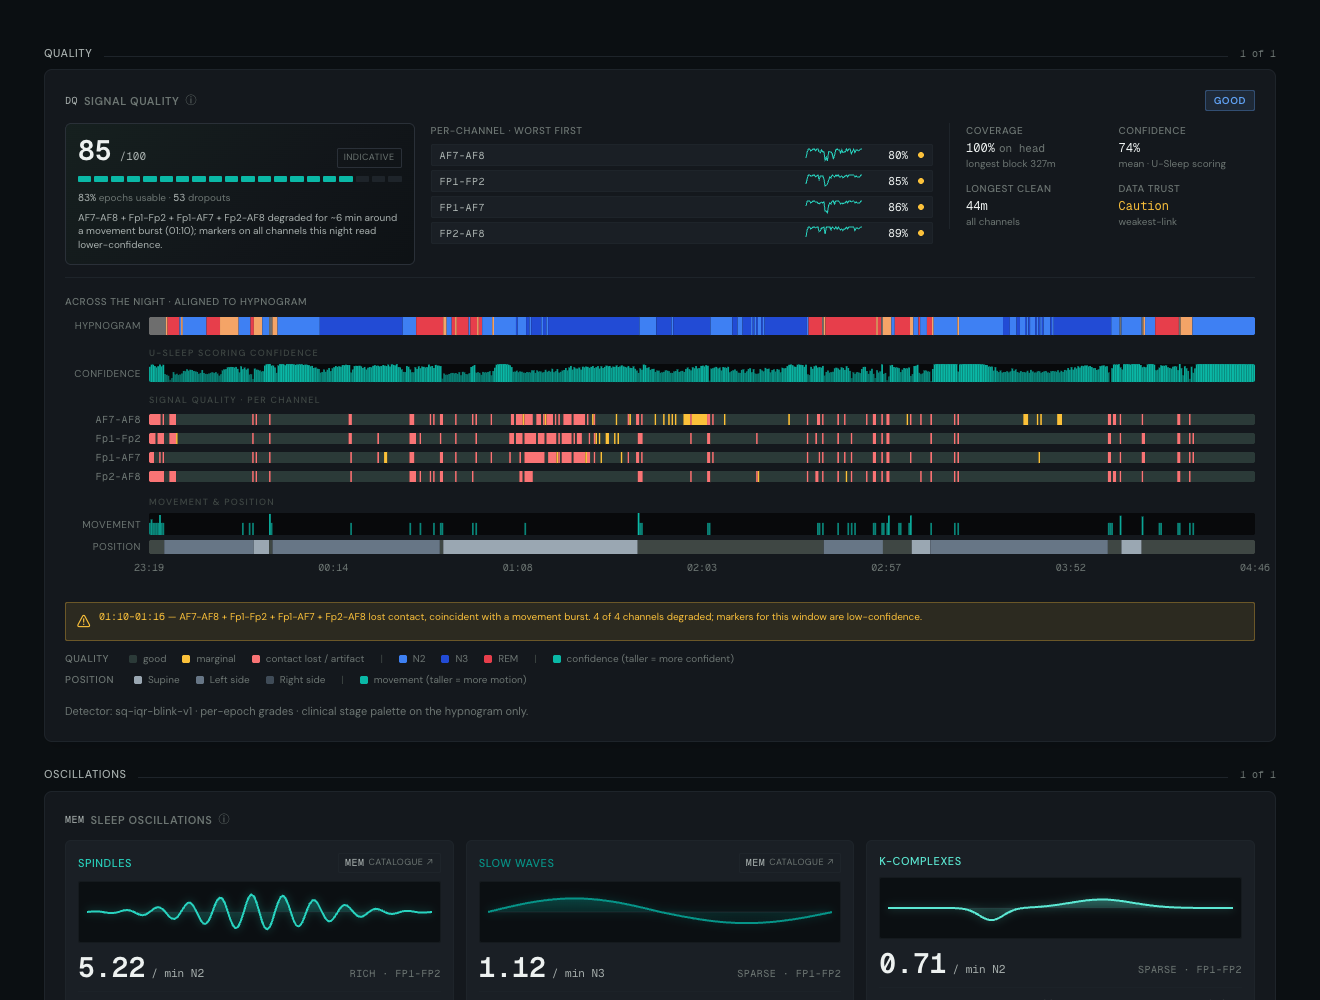 QUALITY
1 of 1
DQ SIGNAL QUALITY ⓘ
GOOD
85 /100
INDICATIVE
83% epochs usable · 53 dropouts
AF7-AF8 + Fp1-Fp2 + Fp1-AF7 + Fp2-AF8 degraded for ~6 min around
a movement burst (01:10); markers on all channels this night read
lower-confidence.
PER-CHANNEL · WORST FIRST
AF7-AF8 80%
FP1-FP2 85%
FP1-AF7 86%
FP2-AF8 89%
COVERAGE
100% on head
longest block 327m
CONFIDENCE
74%
mean · U-Sleep scoring
LONGEST CLEAN
44m
all channels
DATA TRUST
Caution
weakest-link
ACROSS THE NIGHT · ALIGNED TO HYPNOGRAM
HYPNOGRAM
U-SLEEP SCORING CONFIDENCE
CONFIDENCE
SIGNAL QUALITY · PER CHANNEL
AF7-AF8
Fp1-Fp2
Fp1-AF7
Fp2-AF8
MOVEMENT & POSITION
MOVEMENT
POSITION
23:19 00:14 01:08 02:03 02:57 03:52 04:46
01:10–01:16 — AF7-AF8 + Fp1-Fp2 + Fp1-AF7 + Fp2-AF8 lost contact, coincident with a movement burst. 4 of 4 channels degraded; markers for this window are low-confidence.
QUALITY good marginal contact lost / artifact | N2 N3 REM | confidence (taller = more confident)
POSITION Supine Left side Right side | movement (taller = more motion)
Detector: sq-iqr-blink-v1 · per-epoch grades · clinical stage palette on the hypnogram only.
OSCILLATIONS
1 of 1
MEM SLEEP OSCILLATIONS ⓘ
SPINDLES
MEM CATALOGUE ↗
5.22 / min N2
RICH · FP1-FP2
SLOW WAVES
MEM CATALOGUE ↗
1.12 / min N3
SPARSE · FP1-FP2
K-COMPLEXES
0.71 / min N2
SPARSE · FP1-FP2